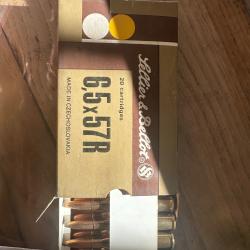 Sellier & Bellot
20 cartridges
6,5x57R
MADE IN CZECHOSLOVAKIA